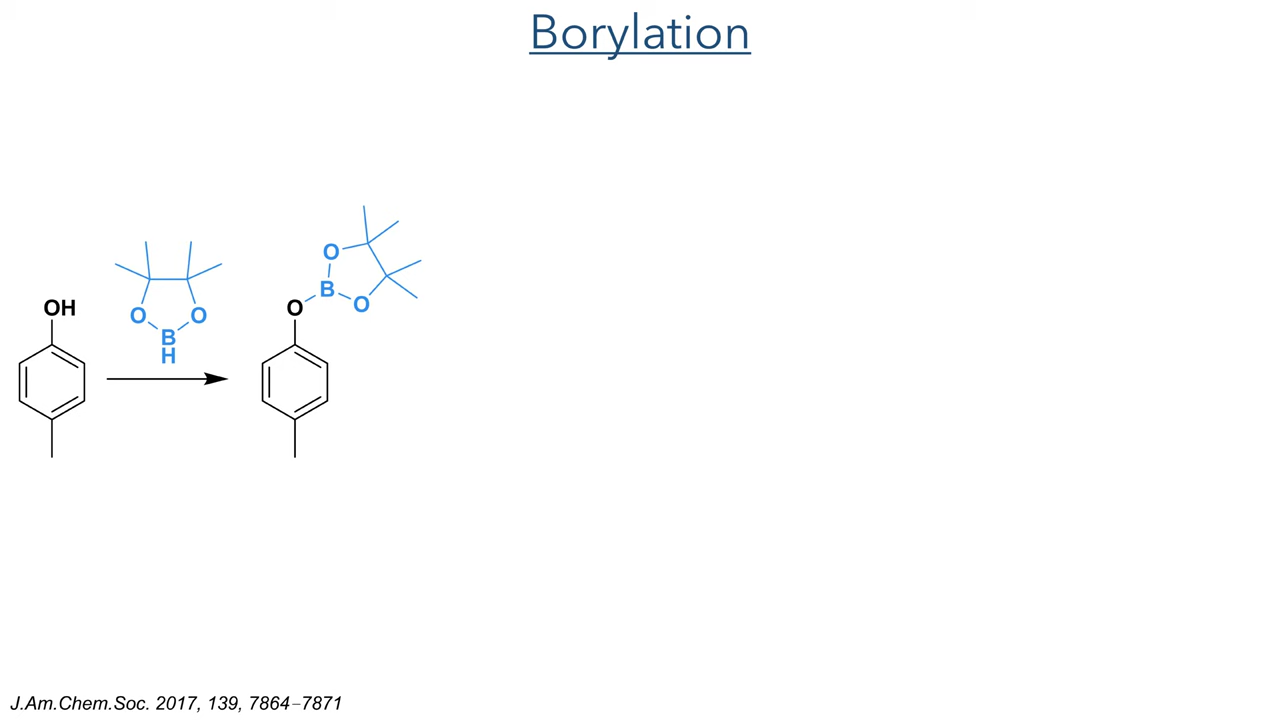 Borylation
O
B
O
OH
O
O
O
B
H
J.Am.Chem.Soc. 2017, 139, 7864–7871